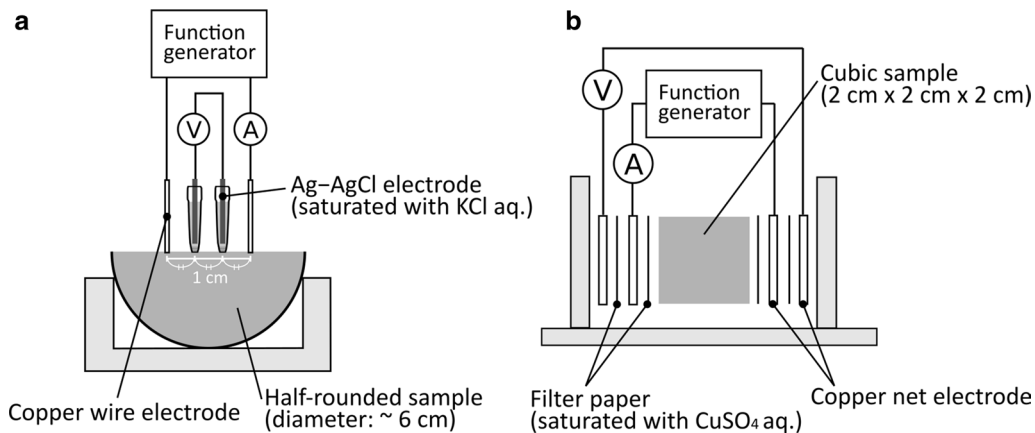 a
Function
generator
V
A
Ag–AgCl electrode
(saturated with KCl aq.)
1 cm
Copper wire electrode
Half-rounded sample
(diameter: ~ 6 cm)
b
V
Function
generator
A
Cubic sample
(2 cm x 2 cm x 2 cm)
Filter paper
(saturated with CuSO₄ aq.)
Copper net electrode